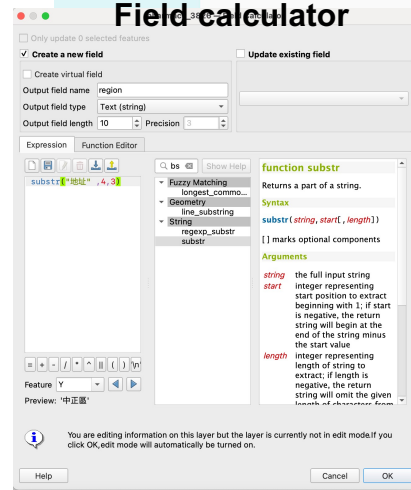 Field calculator
Only update 0 selected features
Create a new field
Update existing field
Create virtual field
Output field name region
Output field type Text (string)
Output field length 10 Precision 3
Expression Function Editor
substr("地址" ,4,3)
bs Show Help
Fuzzy Matching
longest_commo...
Geometry
line_substring
String
regexp_substr
substr
function substr
Returns a part of a string.
Syntax
substr(string,start[,length])
[ ] marks optional components
Arguments
string the full input string
start integer representing
start position to extract
beginning with 1; if start
is negative, the return
string will begin at the
end of the string minus
the start value
length integer representing
length of string to
extract; if length is
negative, the return
string will omit the given
length of characters from
= + - / * ^ || ( ) '\n'
Feature Y
Preview: '中正區'
You are editing information on this layer but the layer is currently not in edit mode.If you
click OK,edit mode will automatically be turned on.
Help Cancel OK